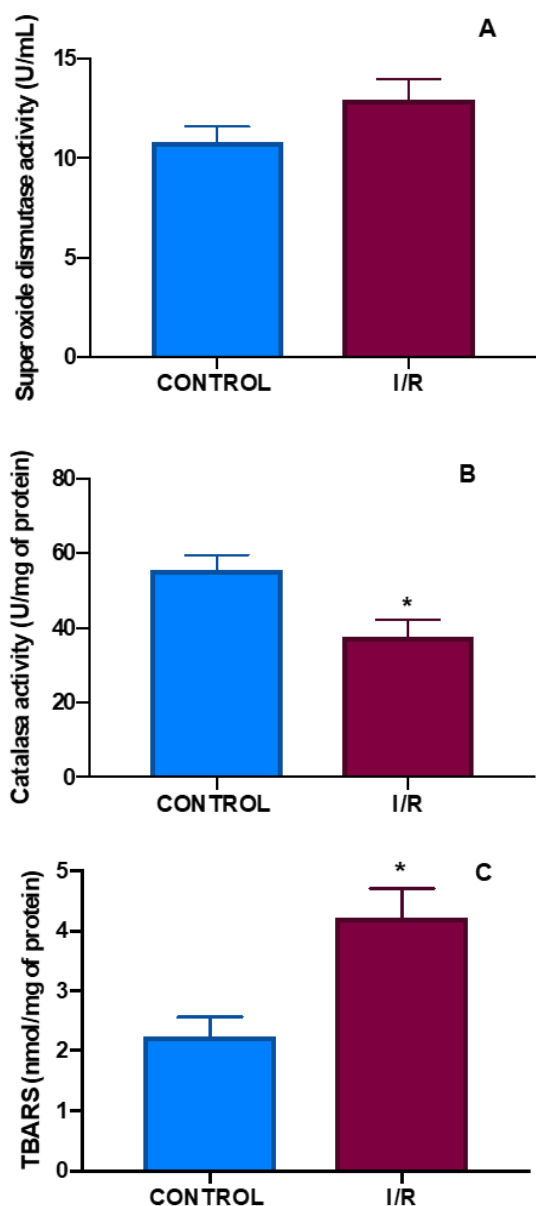 A
Superoxide dismutase activity (U/mL)
15
10
5
0
CONTROL I/R
B
Catalasa activity (U/mg of protein)
80
60
40
20
0
*
CONTROL I/R
C
TBARS (nmol/mg of protein)
5
4
3
2
1
0
*
CONTROL I/R